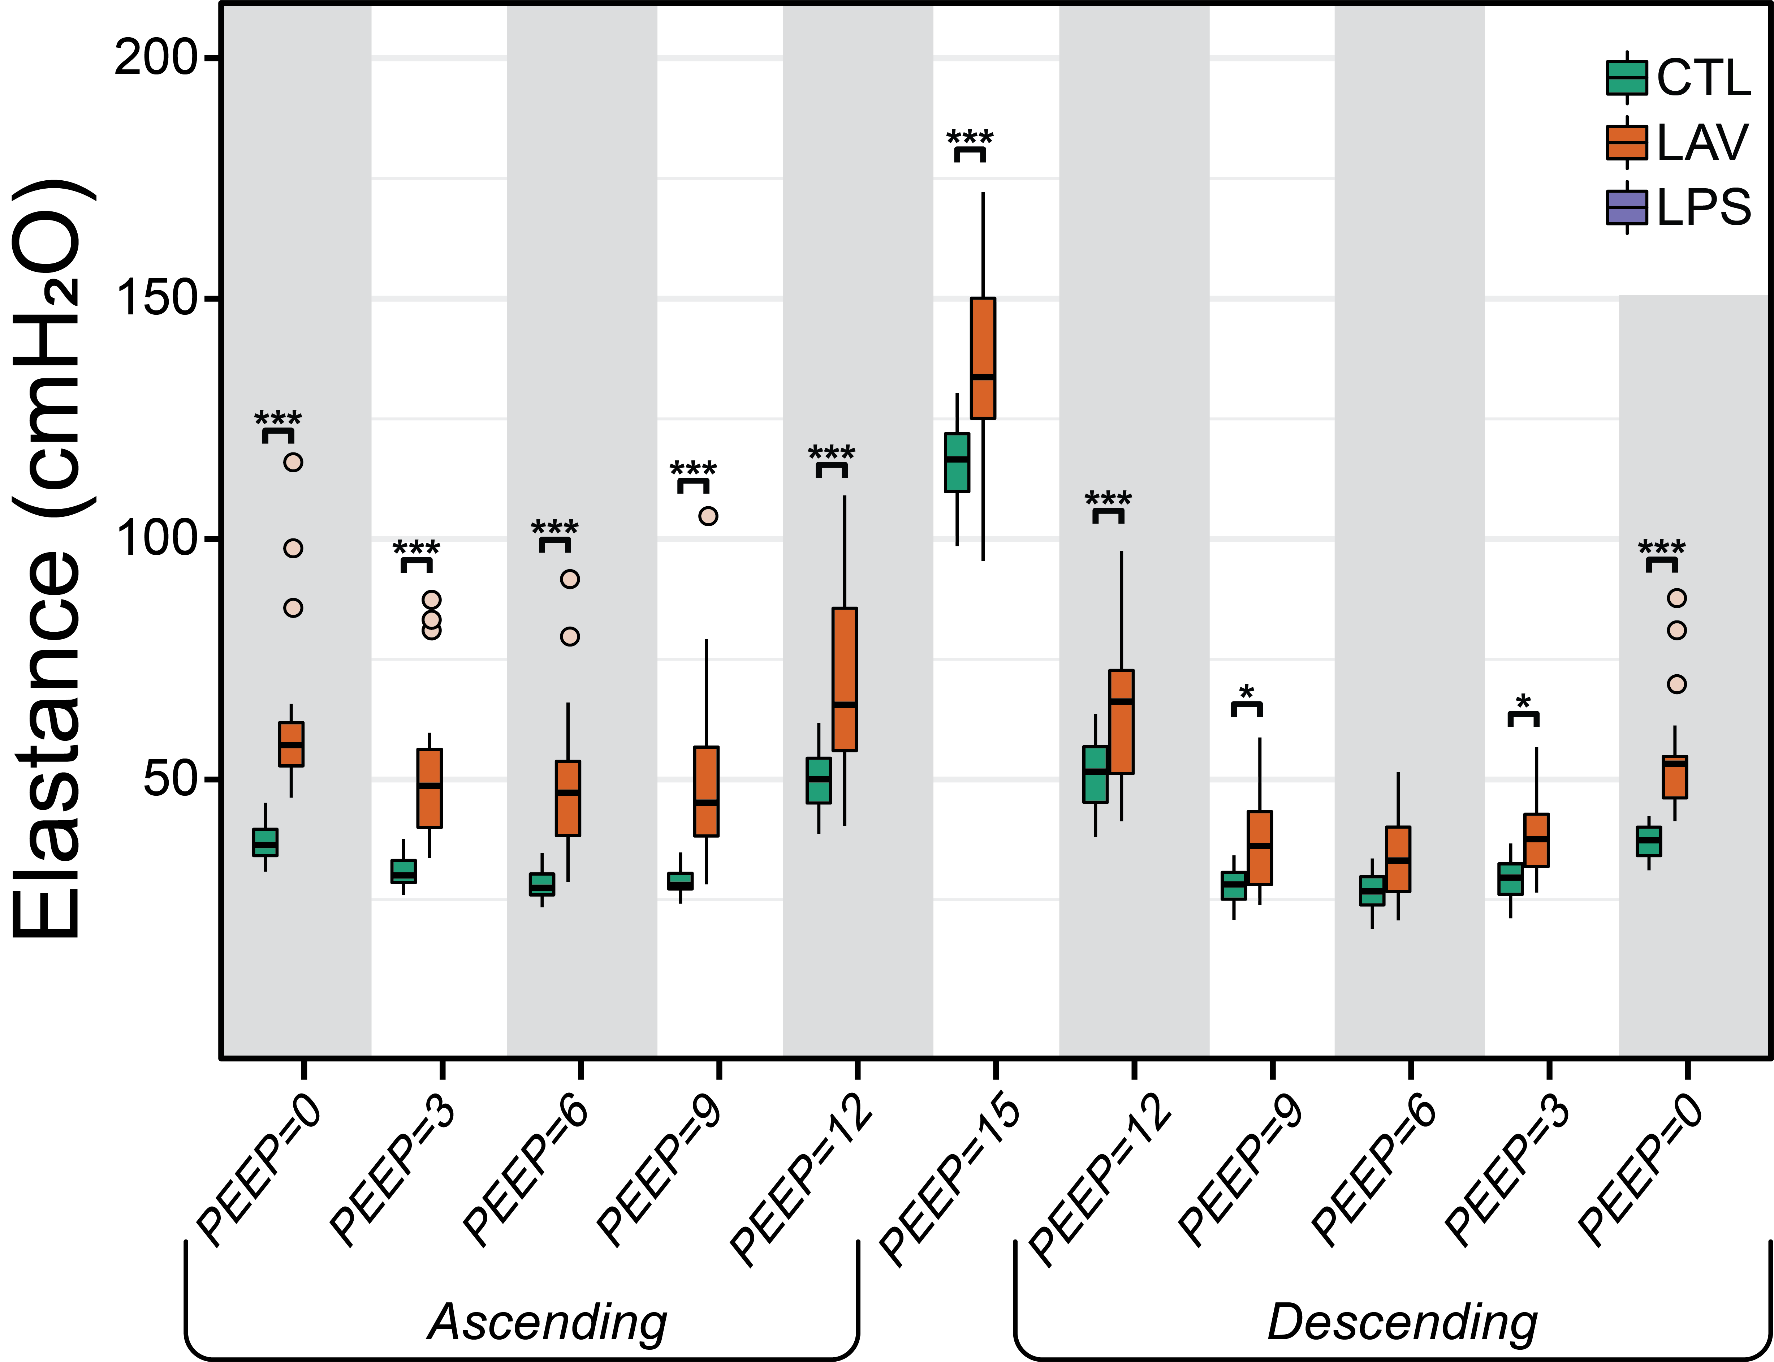 Elastance (cmH₂O)
200
150
100
50
CTL
LAV
LPS
***
***
***
***
***
***
***
*
*
***
PEEP=0
PEEP=3
PEEP=6
PEEP=9
PEEP=12
PEEP=15
PEEP=12
PEEP=9
PEEP=6
PEEP=3
PEEP=0
Ascending
Descending